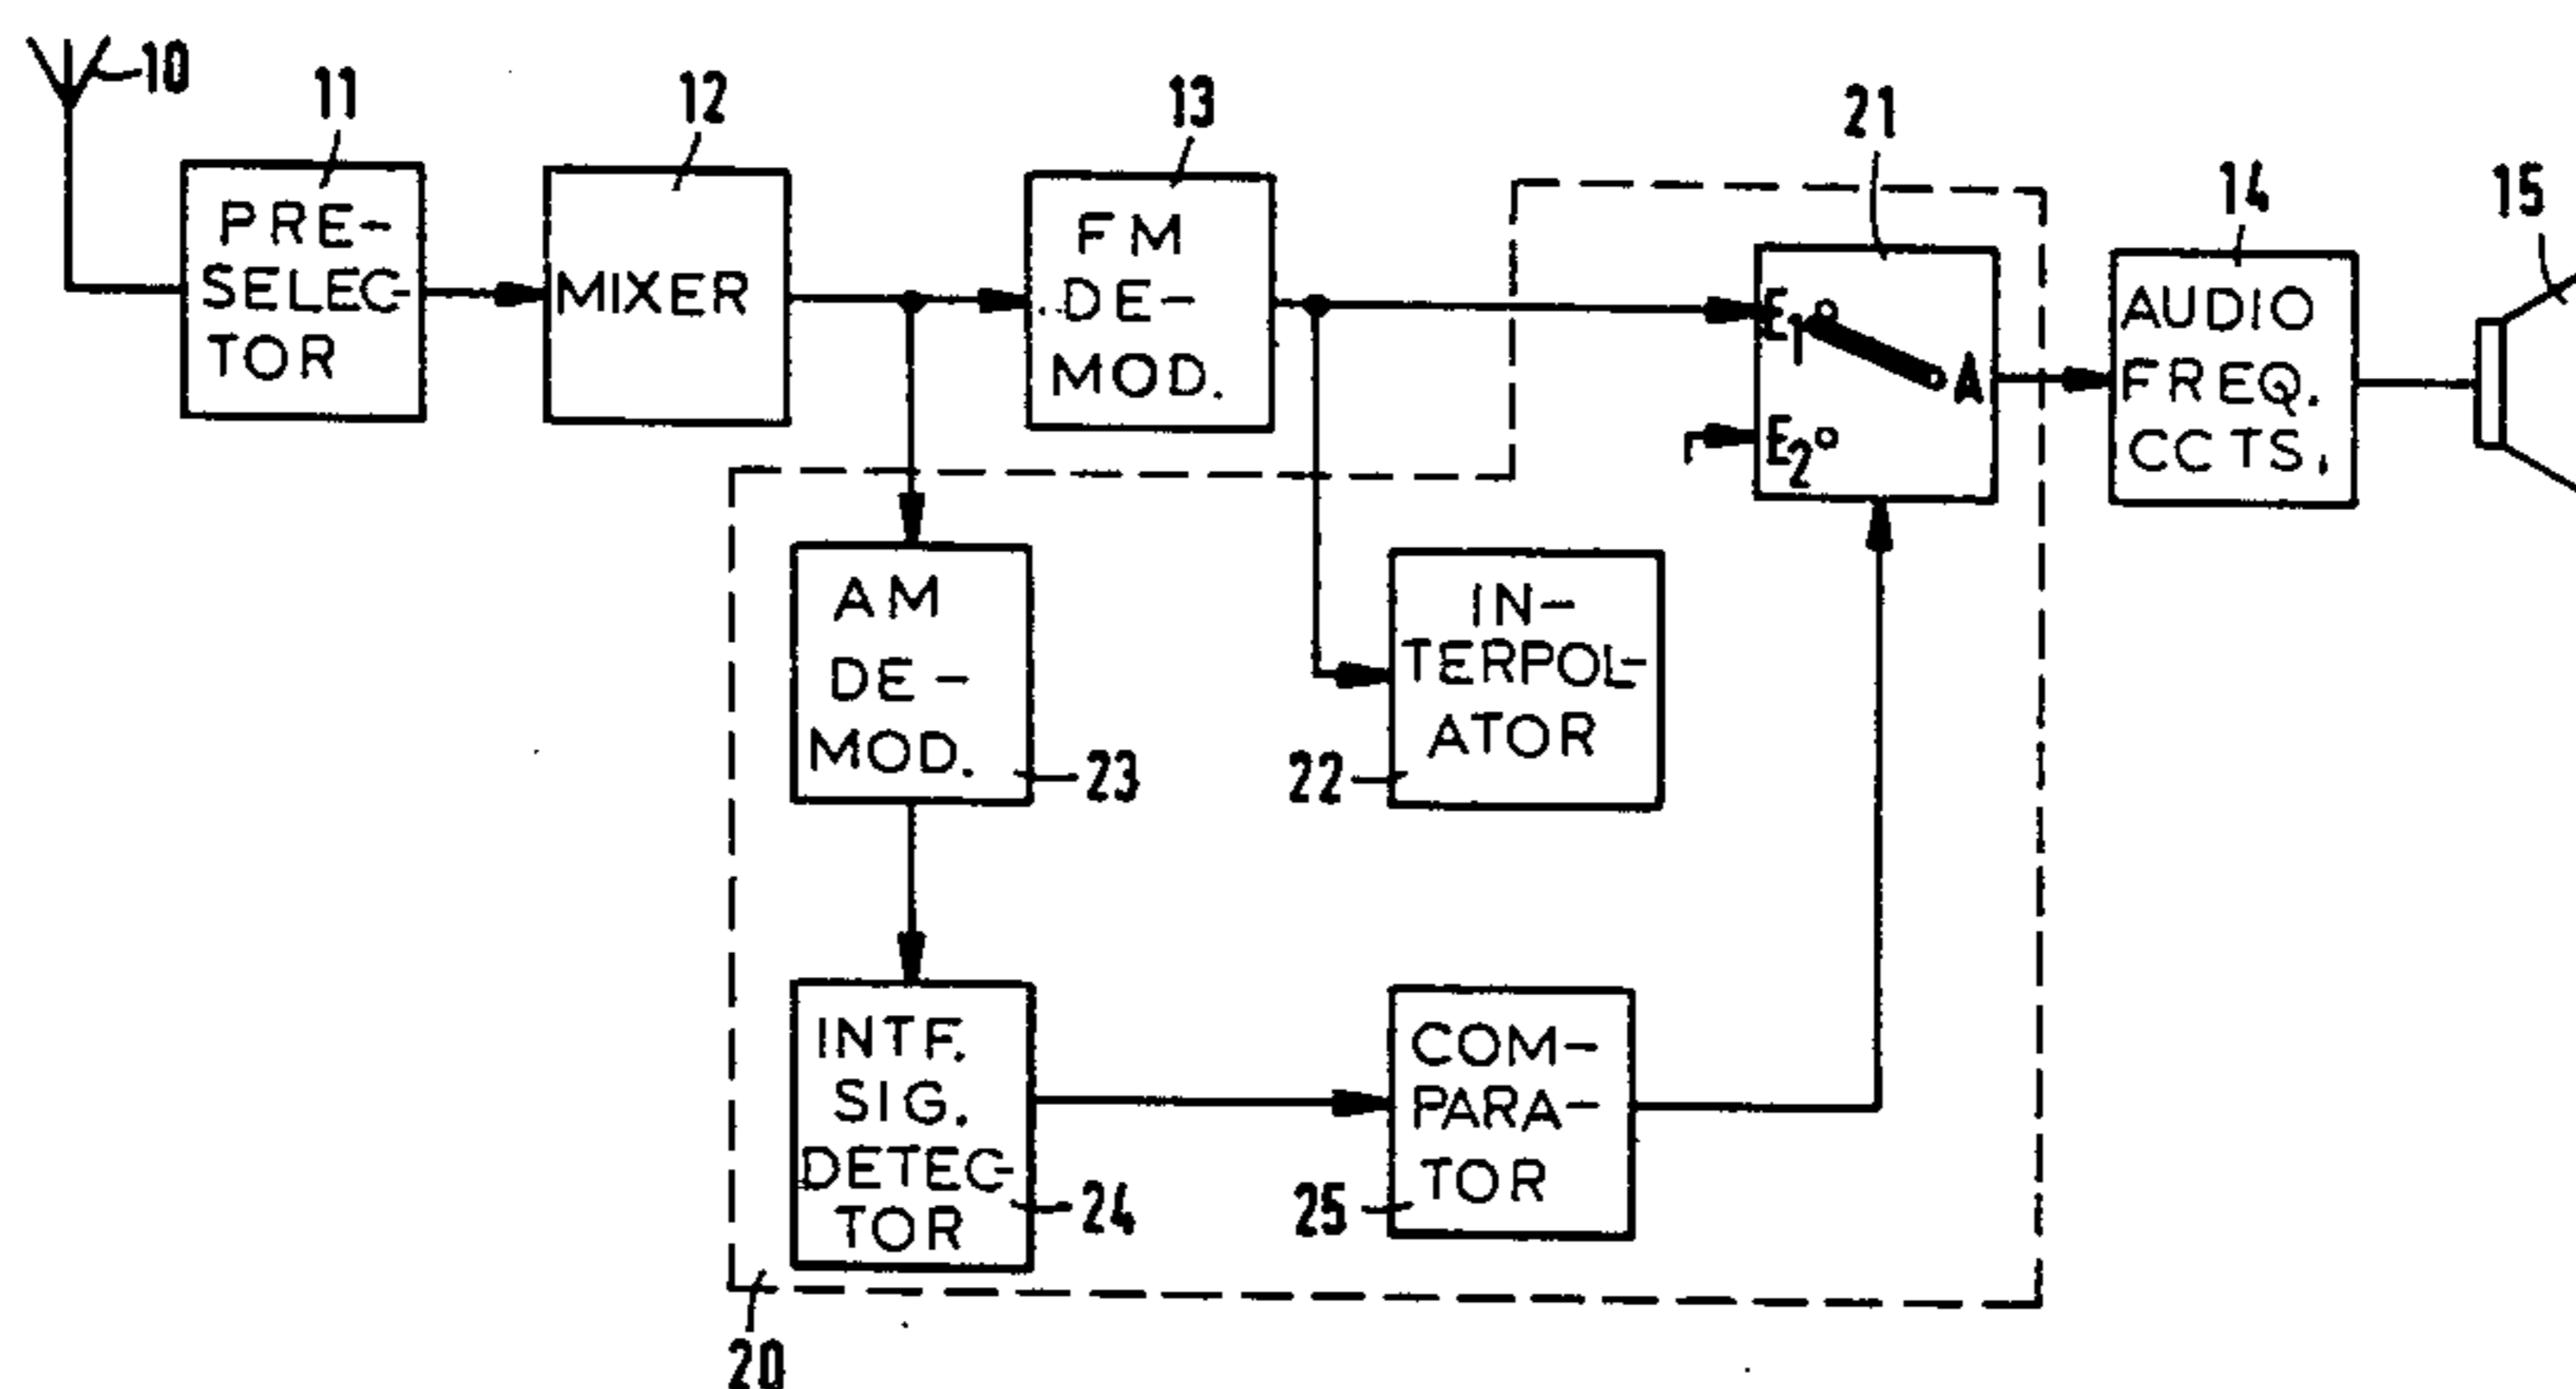 10
11
PRE-
SELEC-
TOR
12
MIXER
13
FM
DE-
MOD.
21
E1
A
E2
14
AUDIO
FREQ.
CCTS.
15
AM
DE-
MOD.
23
IN-
TERPOL-
ATOR
22
INTF.
SIG.
DETEC-
TOR
24
COM-
PARA-
TOR
25
20